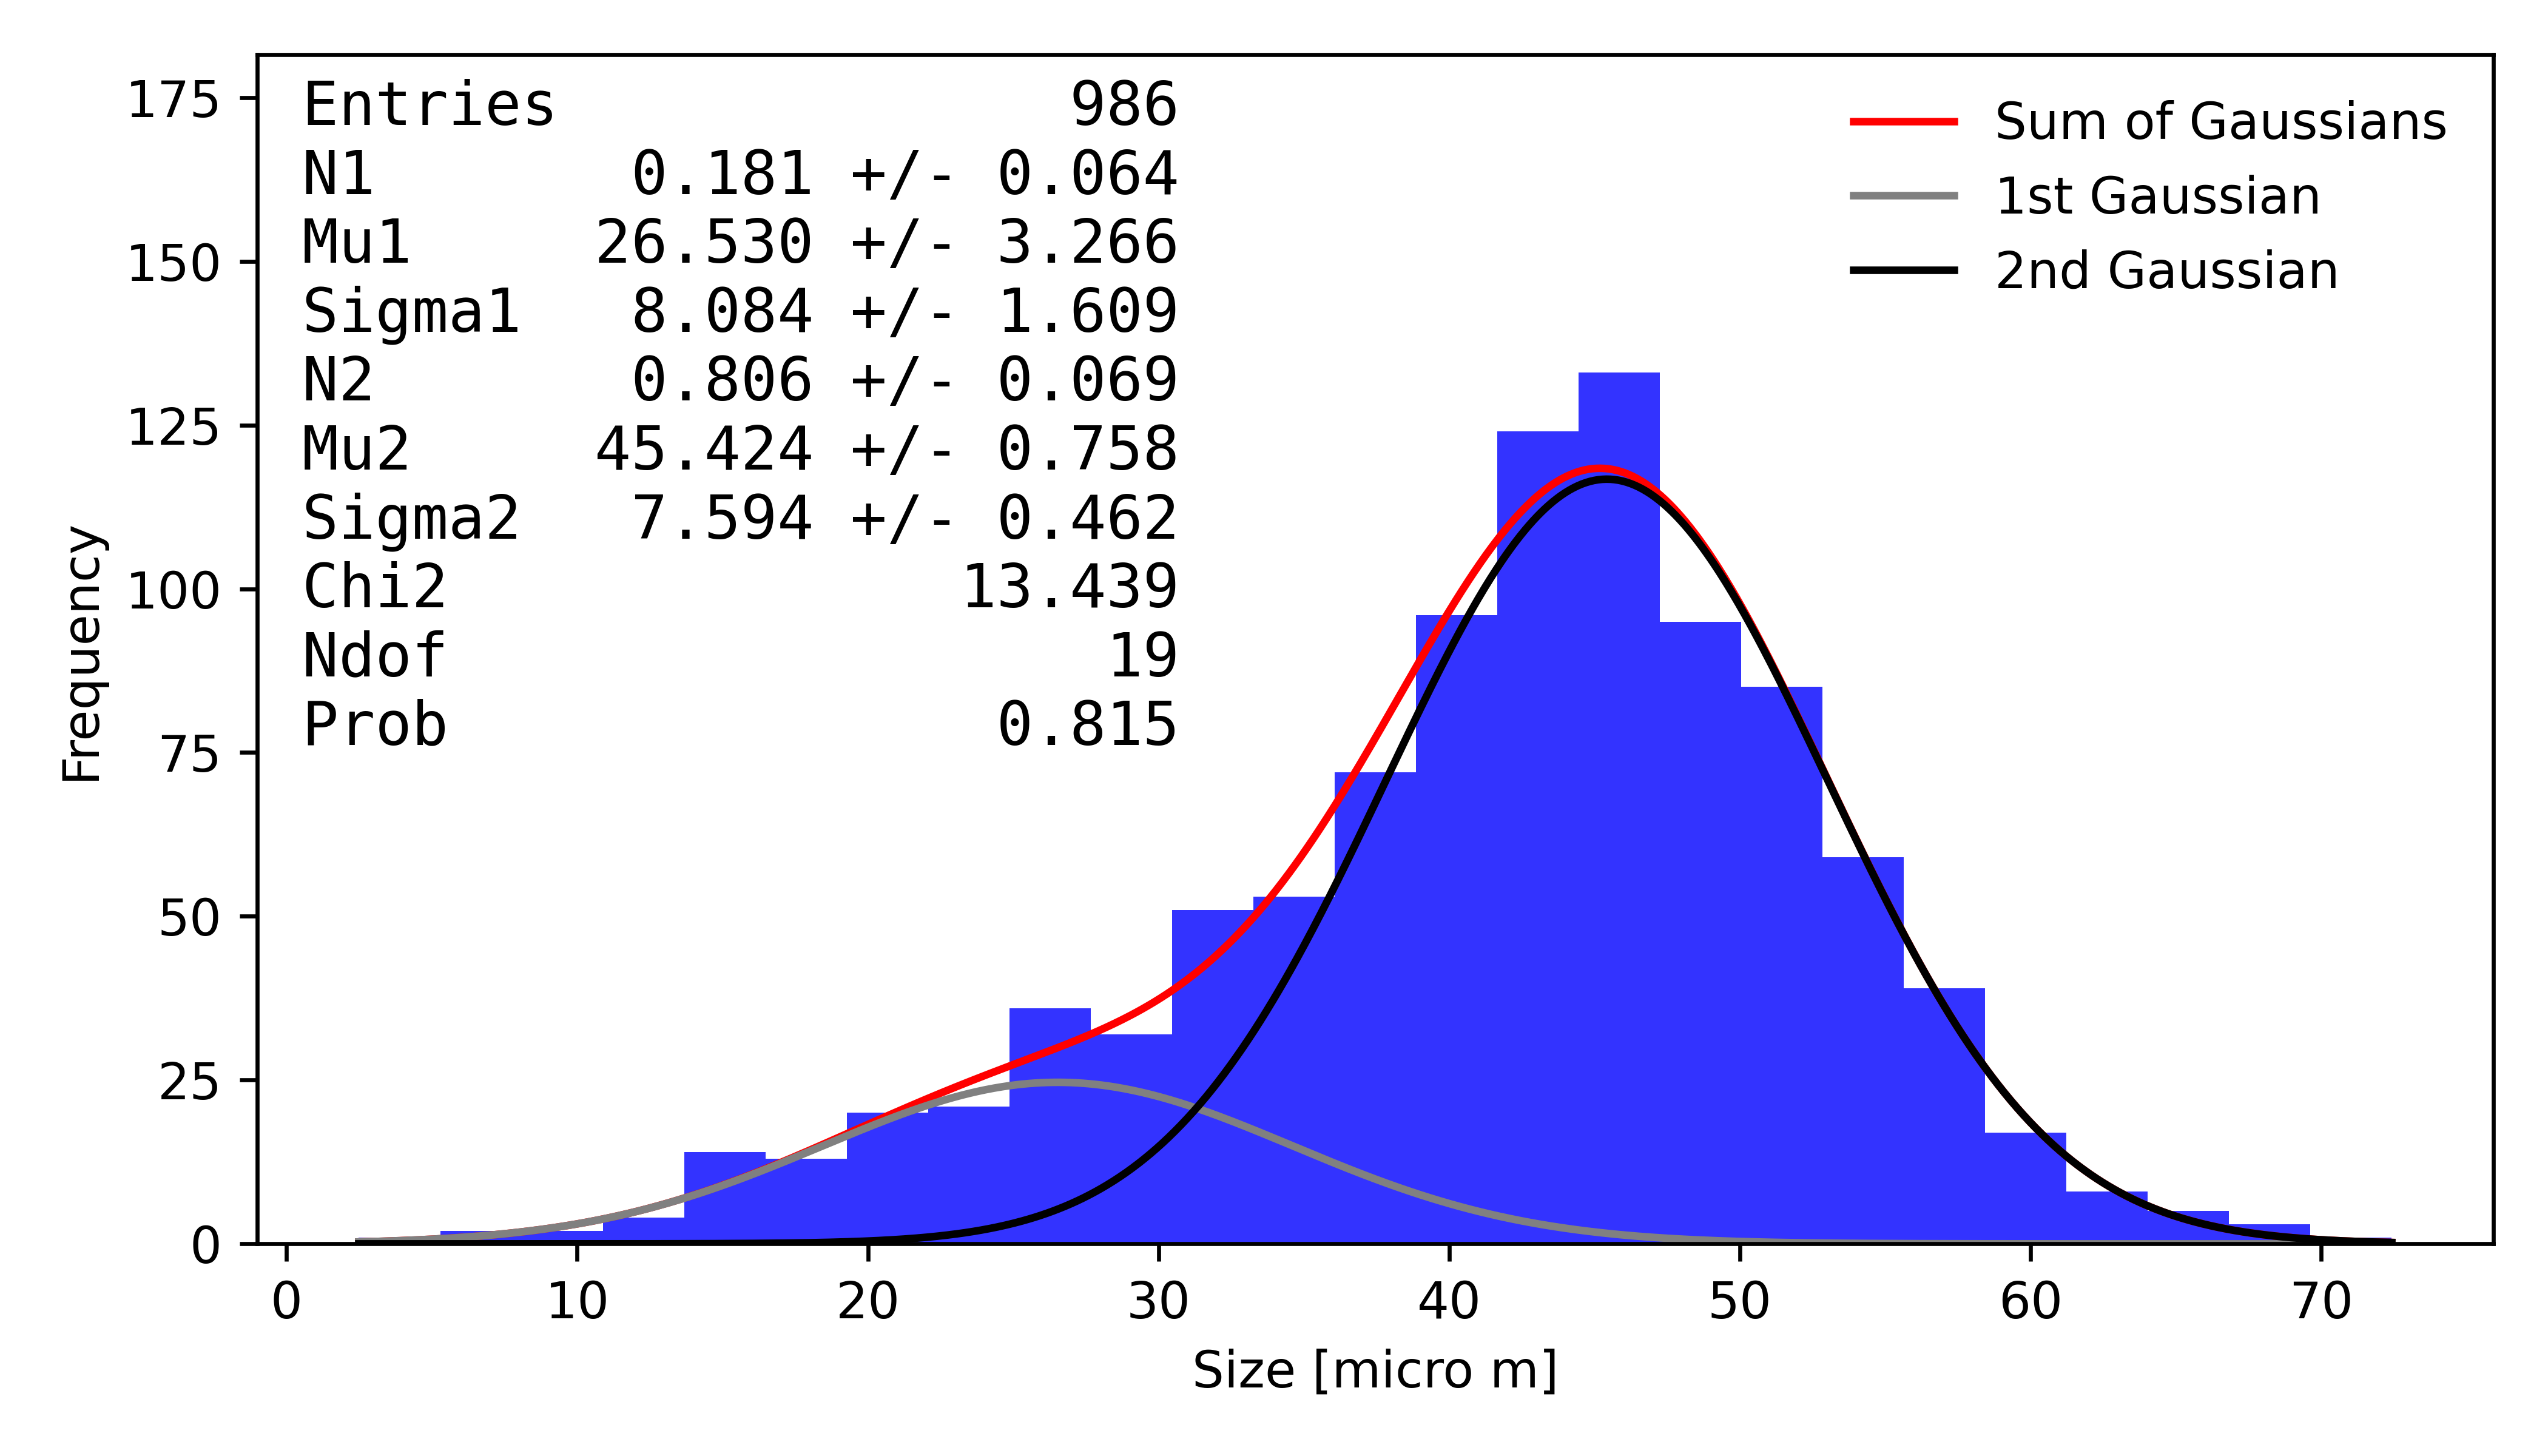 Entries 986
N1 0.181 +/- 0.064
Mu1 26.530 +/- 3.266
Sigma1 8.084 +/- 1.609
N2 0.806 +/- 0.069
Mu2 45.424 +/- 0.758
Sigma2 7.594 +/- 0.462
Chi2 13.439
Ndof 19
Prob 0.815
Sum of Gaussians
1st Gaussian
2nd Gaussian
Frequency
175
150
125
100
75
50
25
0
0 10 20 30 40 50 60 70
Size [micro m]